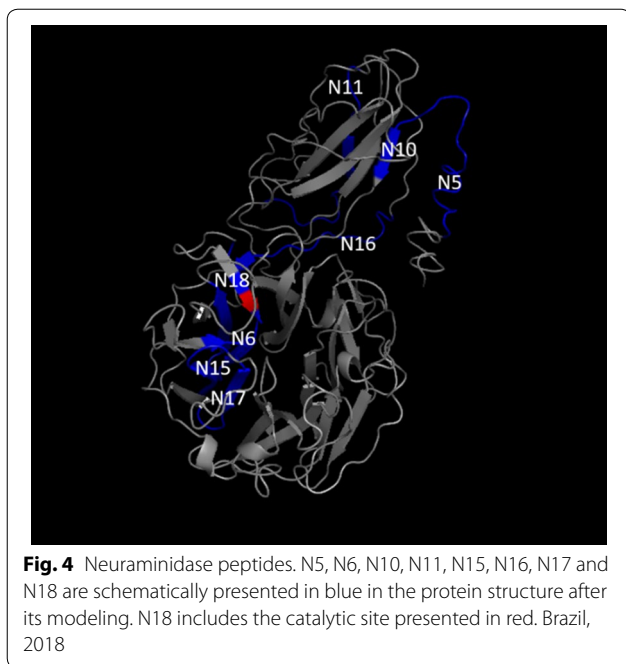 N11
N10
N5
N16
N18
N6
N15
N17
Fig. 4 Neuraminidase peptides. N5, N6, N10, N11, N15, N16, N17 and
N18 are schematically presented in blue in the protein structure after
its modeling. N18 includes the catalytic site presented in red. Brazil,
2018